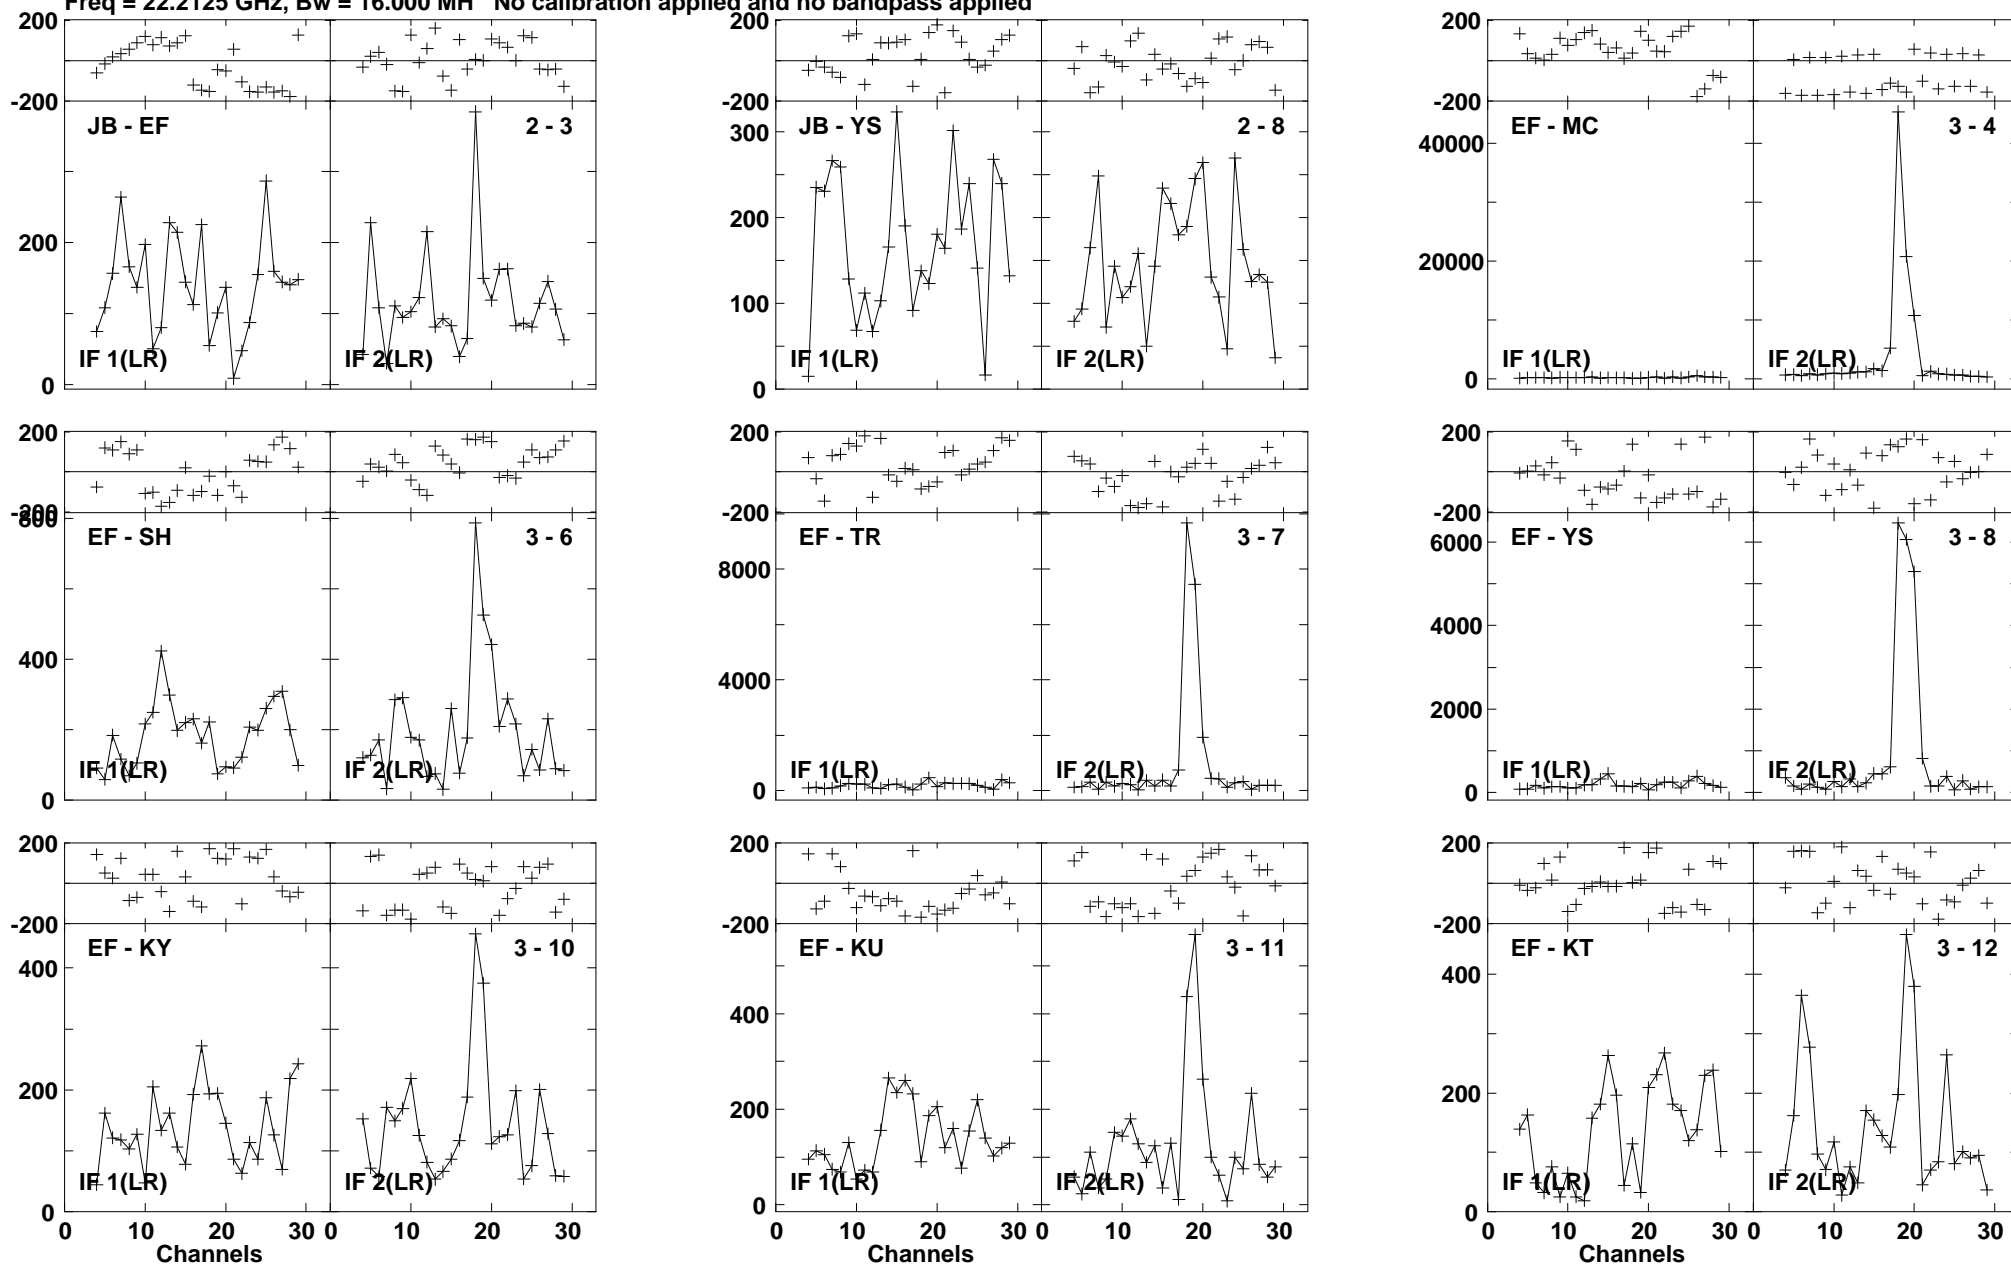 Freq = 22.2125 GHz, Bw = 16.000 MH No calibration applied and no bandpass applied
200
-200
JB - EF
2 - 3
200
0
IF 1(LR)
IF 2(LR)
200
-200
JB - YS
2 - 8
300
200
100
0
IF 1(LR)
IF 2(LR)
200
-200
EF - MC
3 - 4
40000
20000
0
IF 1(LR)
IF 2(LR)
200
-200
800
EF - SH
3 - 6
400
0
IF 1(LR)
IF 2(LR)
200
-200
EF - TR
3 - 7
8000
4000
0
IF 1(LR)
IF 2(LR)
200
-200
EF - YS
3 - 8
6000
4000
2000
0
IF 1(LR)
IF 2(LR)
200
-200
EF - KY
3 - 10
400
200
0
IF 1(LR)
IF 2(LR)
0 10 20 30 0 10 20 30
Channels
200
-200
EF - KU
3 - 11
400
200
0
IF 1(LR)
IF 2(LR)
0 10 20 30 0 10 20 30
Channels
200
-200
EF - KT
3 - 12
400
200
0
IF 1(LR)
IF 2(LR)
0 10 20 30 0 10 20 30
Channels